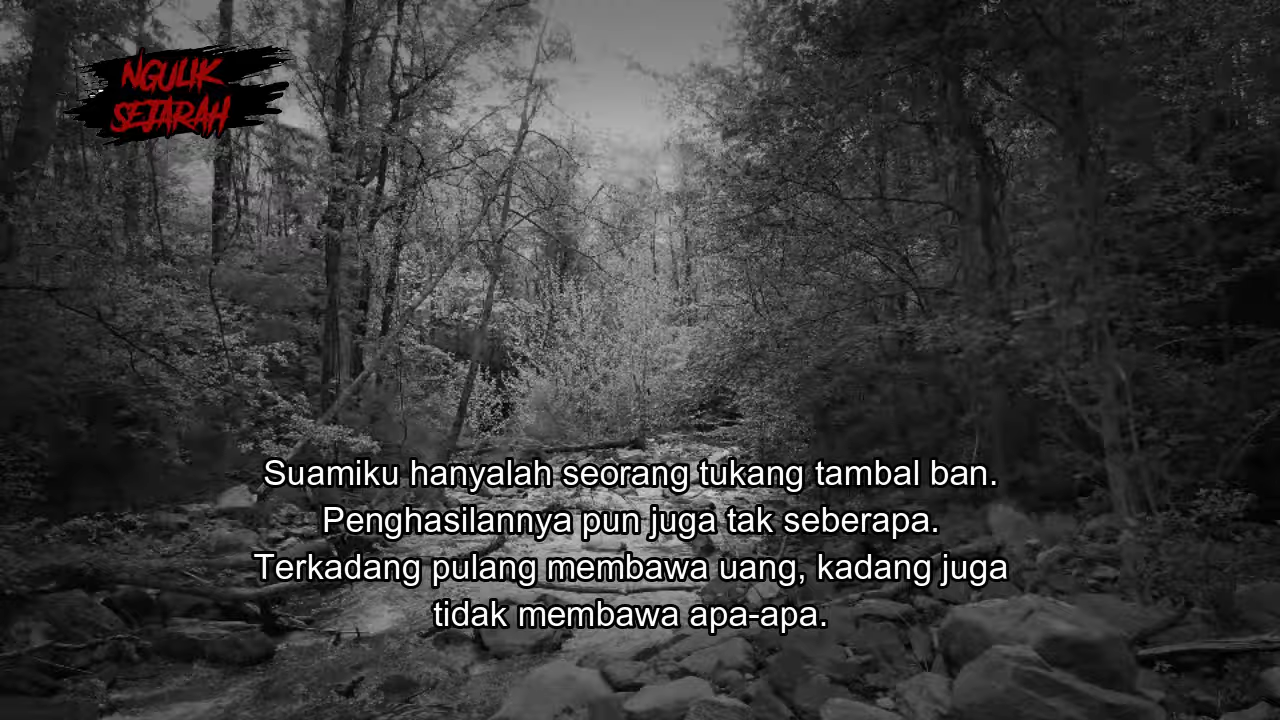 NGULIK
SEJARAH
Suamiku hanyalah seorang tukang tambal ban.
Penghasilannya pun juga tak seberapa.
Terkadang pulang membawa uang, kadang juga
tidak membawa apa-apa.